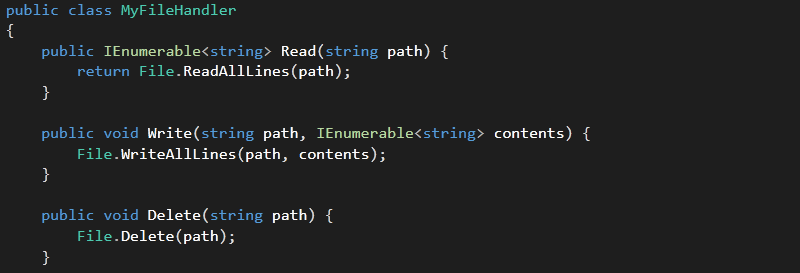 public class MyFileHandler
{
    public IEnumerable<string> Read(string path) {
        return File.ReadAllLines(path);
    }

    public void Write(string path, IEnumerable<string> contents) {
        File.WriteAllLines(path, contents);
    }

    public void Delete(string path) {
        File.Delete(path);
    }